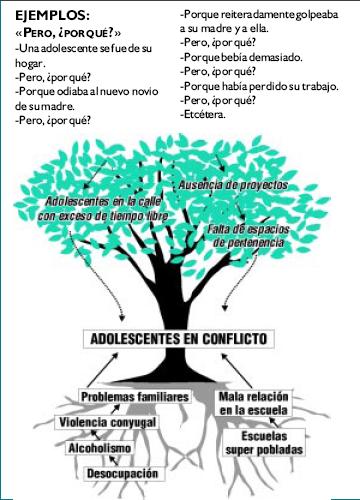 EJEMPLOS:
«PERO, ¿PORQUÉ?»
-Una adolescente se fue de su
hogar.
-Pero, ¿por qué?
-Porque odiaba al nuevo novio
de su madre.
-Pero, ¿por qué?
-Porque reiteradamente golpeaba
a su madre y a ella.
-Pero, ¿por qué?
-Porque bebía demasiado.
-Pero, ¿por qué?
-Porque había perdido su trabajo.
-Pero, ¿por qué?
-Etcétera.
Ausencia de proyectos
Adolescentes en la calle
con exceso de tiempo libre
Falta de espacios
de pertenencia
ADOLESCENTES EN CONFLICTO
Problemas familiares
Mala relación
en la escuela
Violencia conyugal
Escuelas
super pobladas
Alcoholismo
Desocupación